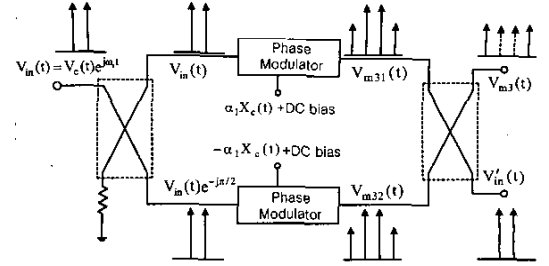 V_in(t) = V_c(t)e^{jω_1t}
V_in(t)
Phase
Modulator
V_m31(t)
V_m3(t)
α_1X_c(t) +DC bias
-α_1X_c(t) +DC bias
V_in(t)e^{-jπ/2}
Phase
Modulator
V_m32(t)
V'_in(t)